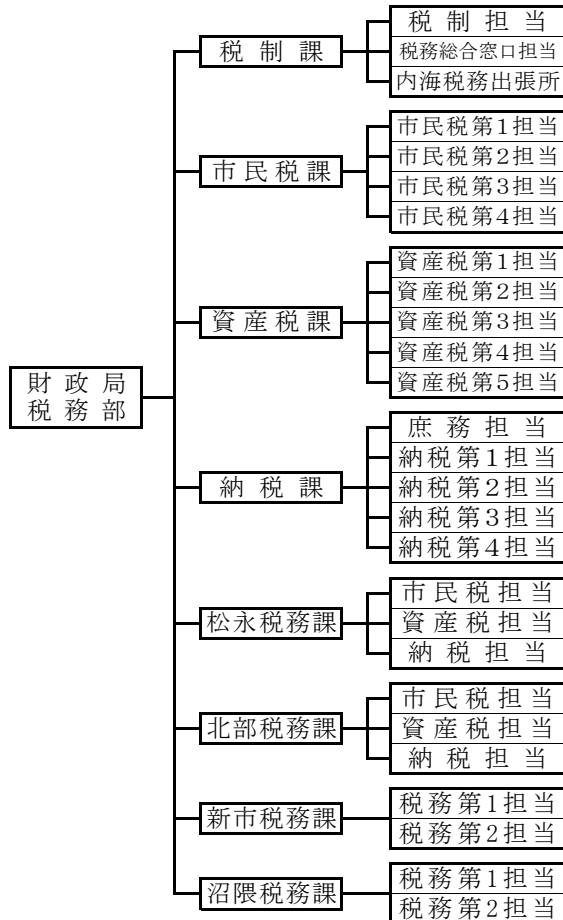 財政局
税務部
税制課
税制担当
税務総合窓口担当
内海税務出張所
市民税課
市民税第1担当
市民税第2担当
市民税第3担当
市民税第4担当
資産税課
資産税第1担当
資産税第2担当
資産税第3担当
資産税第4担当
資産税第5担当
納税課
庶務担当
納税第1担当
納税第2担当
納税第3担当
納税第4担当
松永税務課
市民税担当
資産税担当
納税担当
北部税務課
市民税担当
資産税担当
納税担当
新市税務課
税務第1担当
税務第2担当
沼隈税務課
税務第1担当
税務第2担当